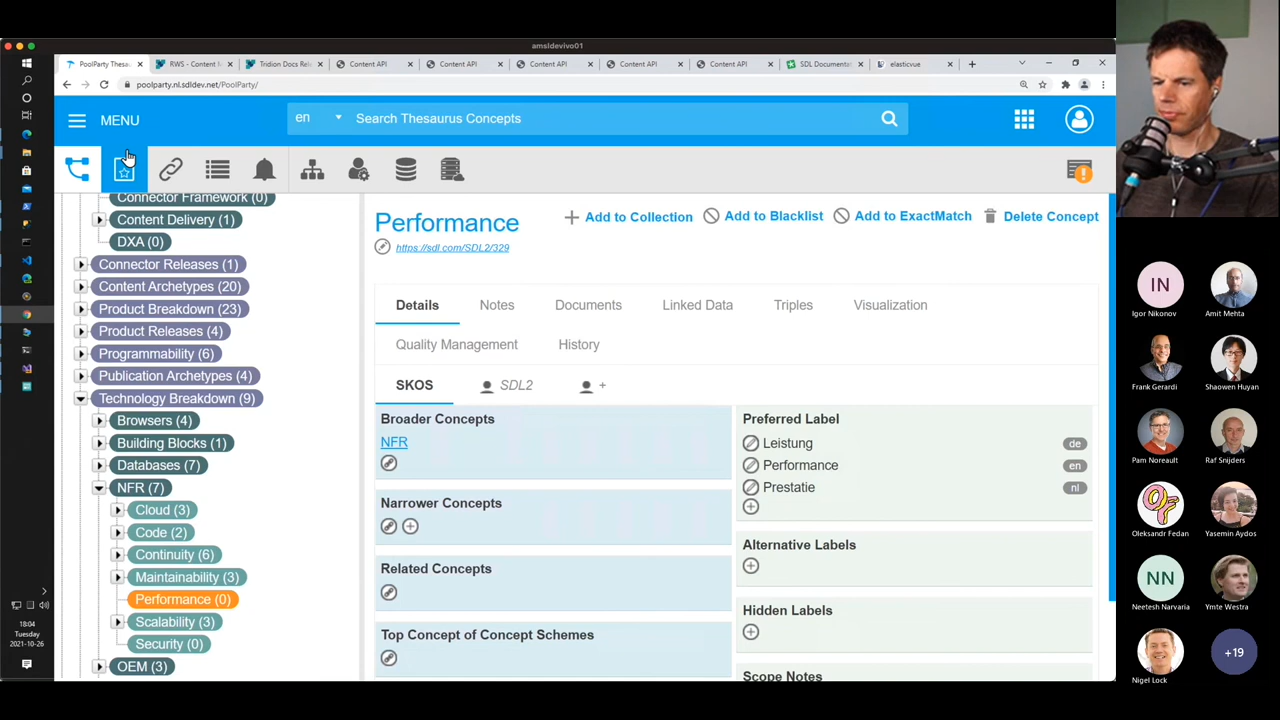 amsldevivo01
PoolParty Thesa
RWS - Content
Tridion Docs Rele
Content API
Content API
Content API
Content API
Content API
SDL Documenta
elasticvue
poolparty.nl.sdldev.net/PoolParty/
MENU
en
Search Thesaurus Concepts
Connector Framework (0)
Content Delivery (1)
DXA (0)
Connector Releases (1)
Content Archetypes (20)
Product Breakdown (23)
Product Releases (4)
Programmability (6)
Publication Archetypes (4)
Technology Breakdown (9)
Browsers (4)
Building Blocks (1)
Databases (7)
NFR (7)
Cloud (3)
Code (2)
Continuity (6)
Maintainability (3)
Performance (0)
Scalability (3)
Security (0)
OEM (3)
Performance
Add to Collection
Add to Blacklist
Add to ExactMatch
Delete Concept
https://sdl.com/SDL2/329
Details
Notes
Documents
Linked Data
Triples
Visualization
Quality Management
History
SKOS
SDL2
+
Broader Concepts
NFR
Narrower Concepts
Related Concepts
Top Concept of Concept Schemes
Preferred Label
Leistung de
Performance en
Prestatie nl
Alternative Labels
Hidden Labels
Scope Notes
18:04
Tuesday
2021-10-26
IN
Igor Nikonov
Amit Mehta
Frank Gerardi
Shaowen Huyan
Pam Noreault
Raf Snijders
Oleksandr Fedan
Yasemin Aydos
NN
Neetesh Narvaria
Ymte Westra
Nigel Lock
+19